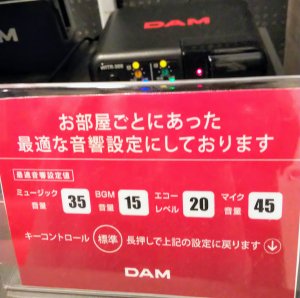 DAM
DAM
お部屋ごとにあった
最適な音響設定にしております
最適音響設定値
ミュージック音量 35 BGM音量 15 エコーレベル 20 マイク音量 45
キーコントロール 標準 長押しで上記の設定に戻ります
DAM